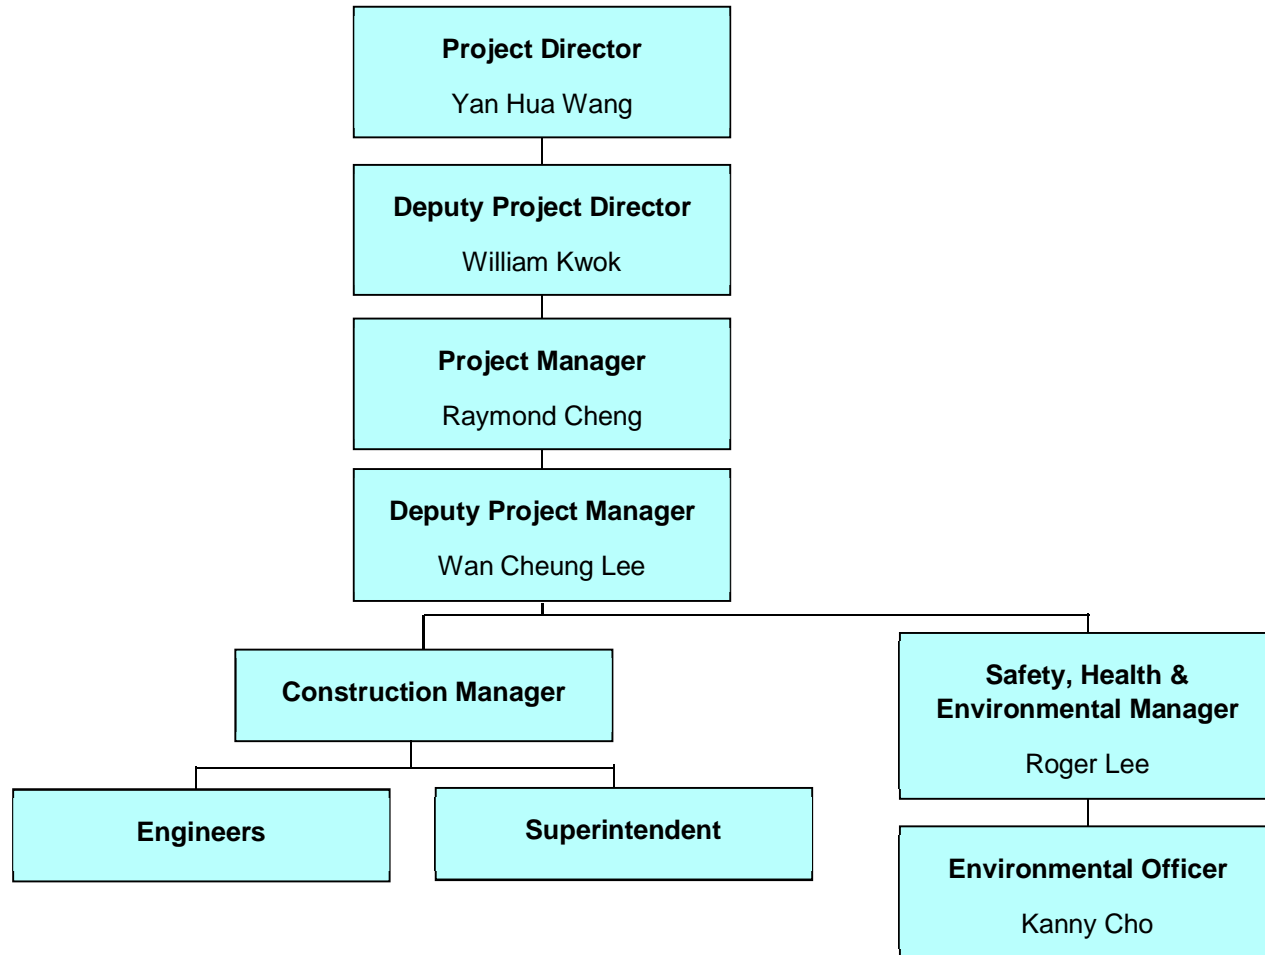 Project Director
Yan Hua Wang
Deputy Project Director
William Kwok
Project Manager
Raymond Cheng
Deputy Project Manager
Wan Cheung Lee
Construction Manager
Safety, Health &
Environmental Manager
Roger Lee
Engineers
Superintendent
Environmental Officer
Kanny Cho